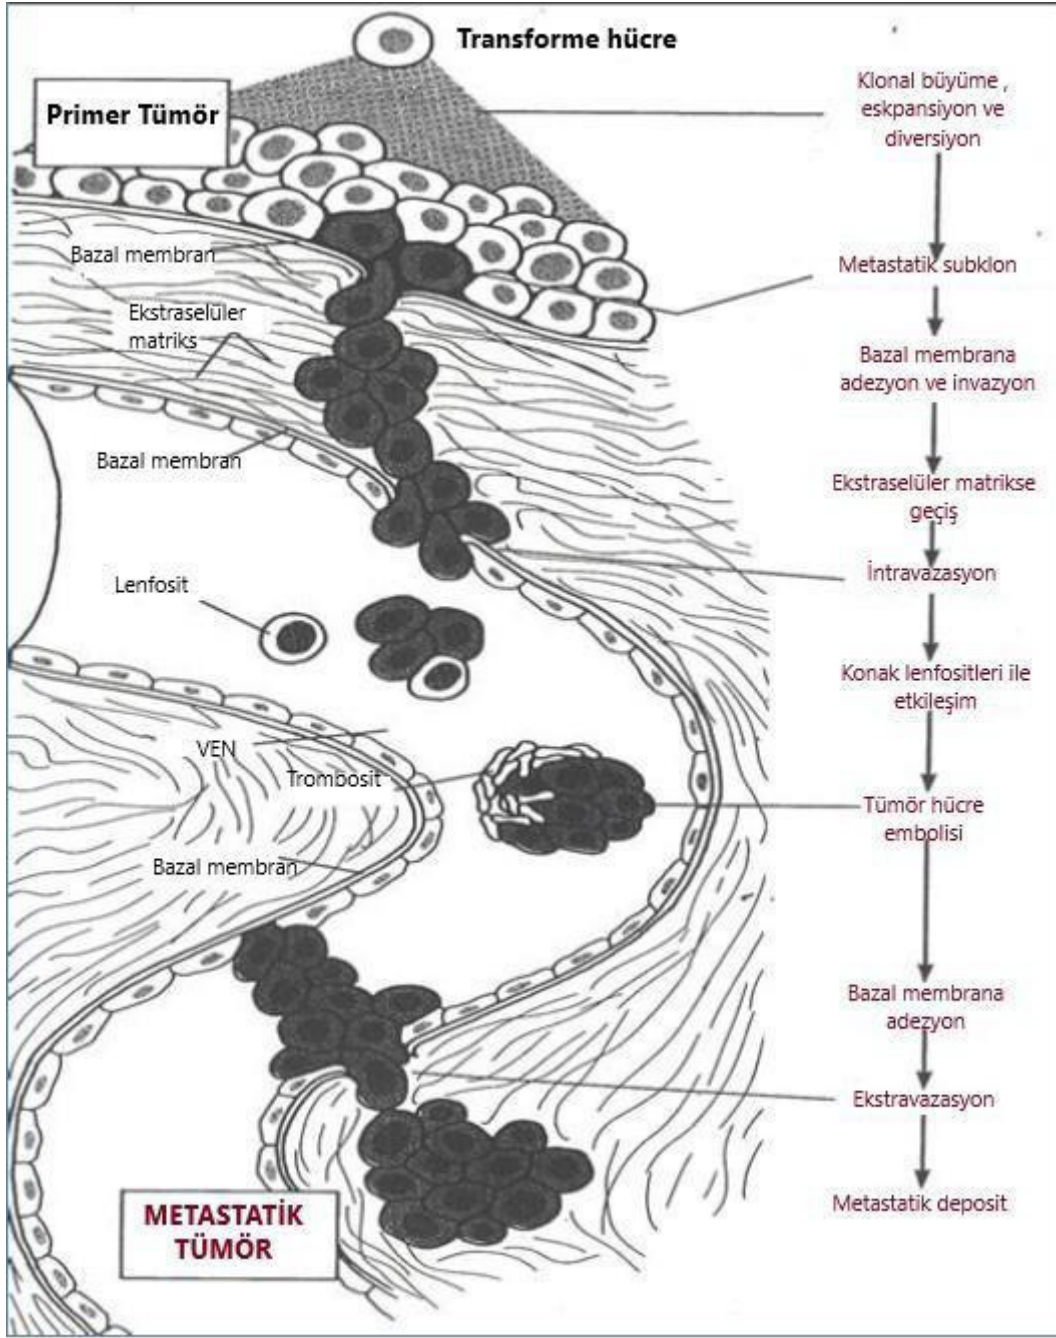 Transforme hücre
Primer Tümör
Klonal büyüme ,
eskpansiyon ve
diversiyon
Bazal membran
Metastatik subklon
Ekstraselüler
matriks
Bazal membrana
adezyon ve invazyon
Bazal membran
Ekstraselüler matrikse
geçiş
İntravazasyon
Lenfosit
Konak lenfositleri ile
etkileşim
VEN
Trombosit
Tümör hücre
embolisi
Bazal membran
Bazal membrana
adezyon
Ekstravazasyon
Metastatik deposit
METASTATİK
TÜMÖR